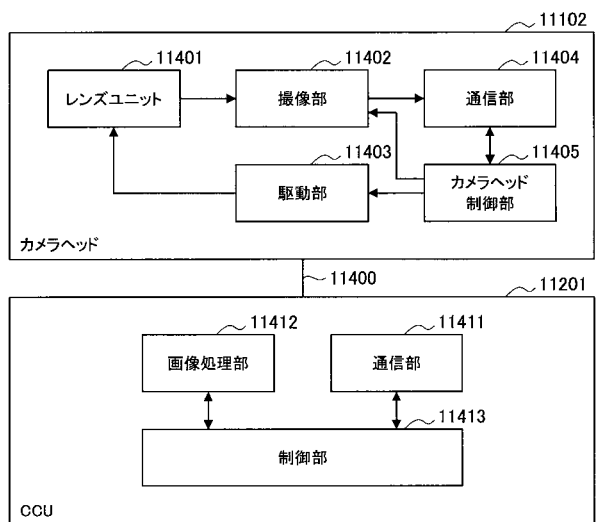 11102
11401
11402
11404
レンズユニット
撮像部
通信部
11403
11405
駆動部
カメラヘッド
制御部
カメラヘッド
11400
11201
11412
11411
画像処理部
通信部
11413
制御部
CCU